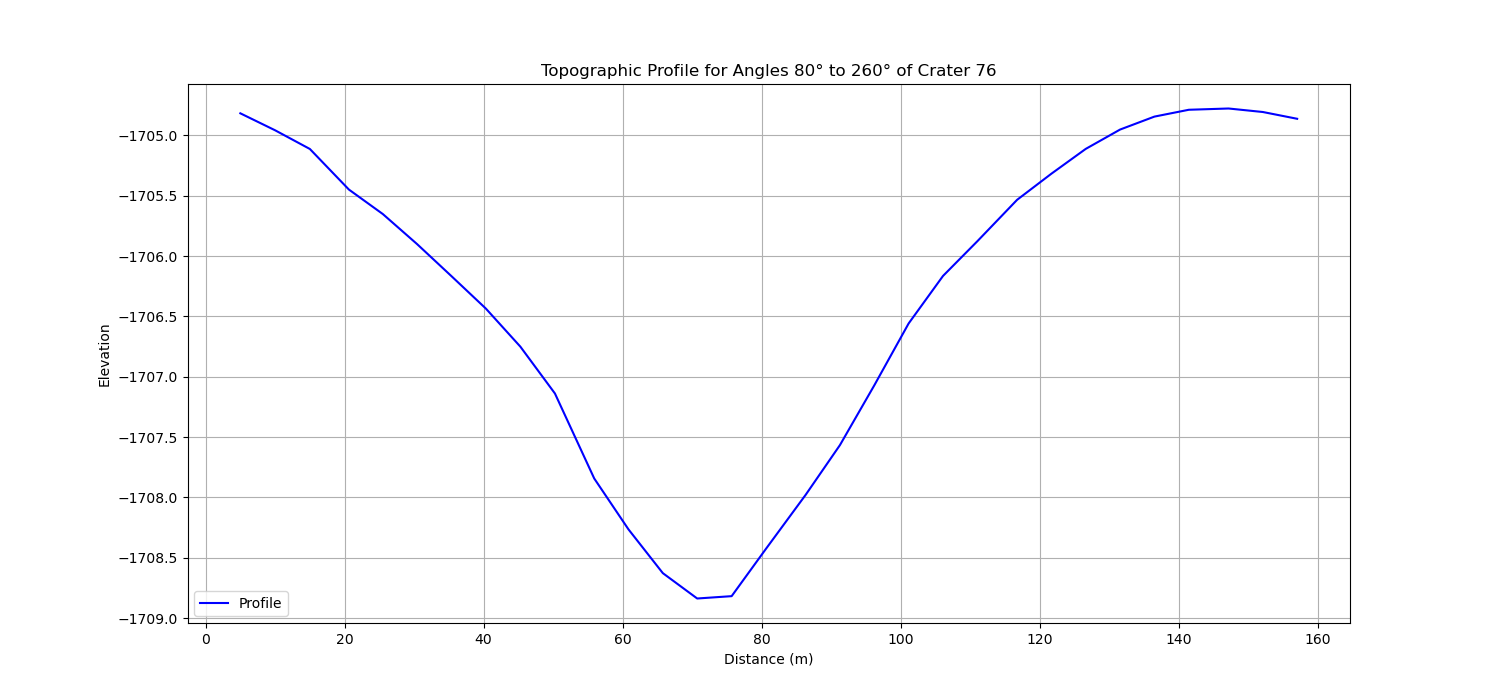 Topographic Profile for Angles 80° to 260° of Crater 76
Elevation
−1705.0
−1705.5
−1706.0
−1706.5
−1707.0
−1707.5
−1708.0
−1708.5
−1709.0
Profile
0 20 40 60 80 100 120 140 160
Distance (m)